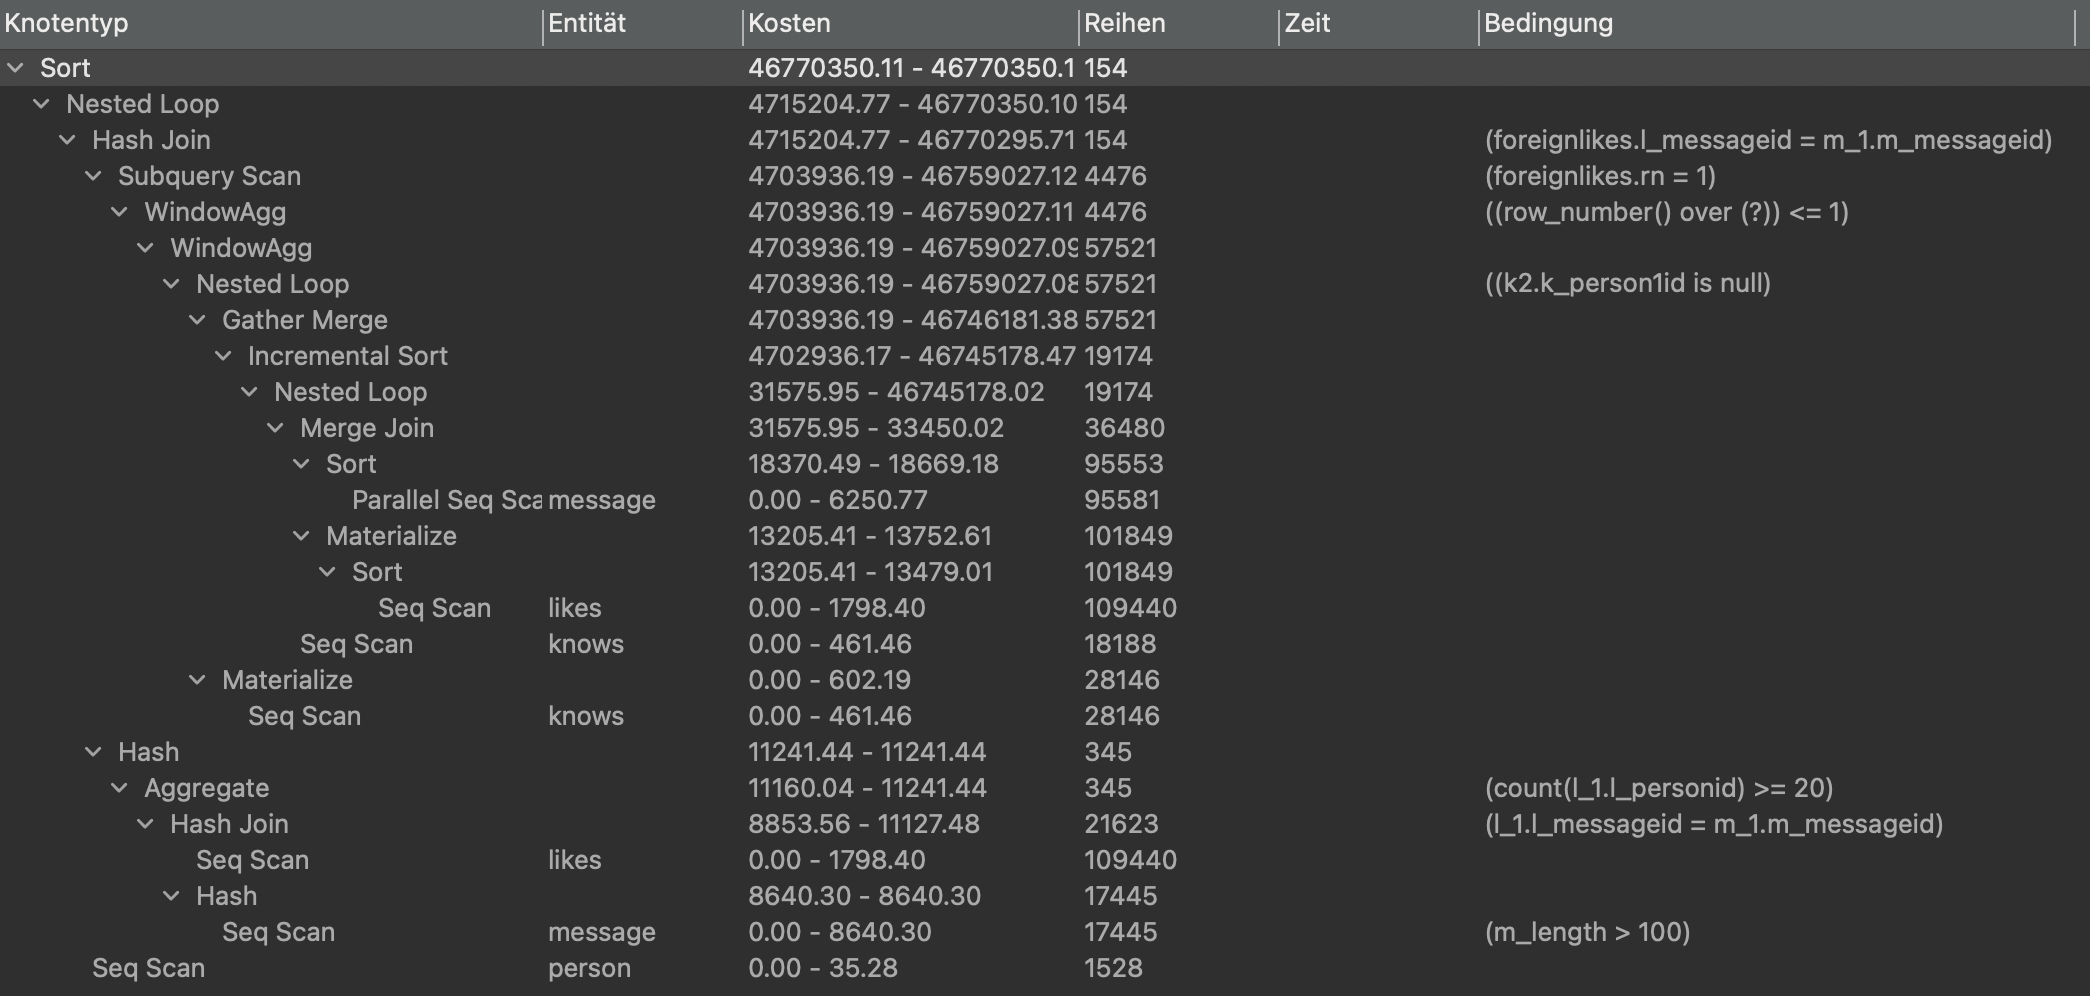 Knotentyp Entität Kosten Reihen Zeit Bedingung
Sort 46770350.11 - 46770350.1 154
Nested Loop 4715204.77 - 46770350.10 154
Hash Join 4715204.77 - 46770295.71 154 (foreignlikes.l_messageid = m_1.m_messageid)
Subquery Scan 4703936.19 - 46759027.12 4476 (foreignlikes.rn = 1)
WindowAgg 4703936.19 - 46759027.11 4476 ((row_number() over (?)) <= 1)
WindowAgg 4703936.19 - 46759027.09 57521
Nested Loop 4703936.19 - 46759027.08 57521 ((k2.k_person1id is null)
Gather Merge 4703936.19 - 46746181.38 57521
Incremental Sort 4702936.17 - 46745178.47 19174
Nested Loop 31575.95 - 46745178.02 19174
Merge Join 31575.95 - 33450.02 36480
Sort 18370.49 - 18669.18 95553
Parallel Seq Sca message 0.00 - 6250.77 95581
Materialize 13205.41 - 13752.61 101849
Sort 13205.41 - 13479.01 101849
Seq Scan likes 0.00 - 1798.40 109440
Seq Scan knows 0.00 - 461.46 18188
Materialize 0.00 - 602.19 28146
Seq Scan knows 0.00 - 461.46 28146
Hash 11241.44 - 11241.44 345
Aggregate 11160.04 - 11241.44 345 (count(l_1.l_personid) >= 20)
Hash Join 8853.56 - 11127.48 21623 (l_1.l_messageid = m_1.m_messageid)
Seq Scan likes 0.00 - 1798.40 109440
Hash 8640.30 - 8640.30 17445
Seq Scan message 0.00 - 8640.30 17445 (m_length > 100)
Seq Scan person 0.00 - 35.28 1528